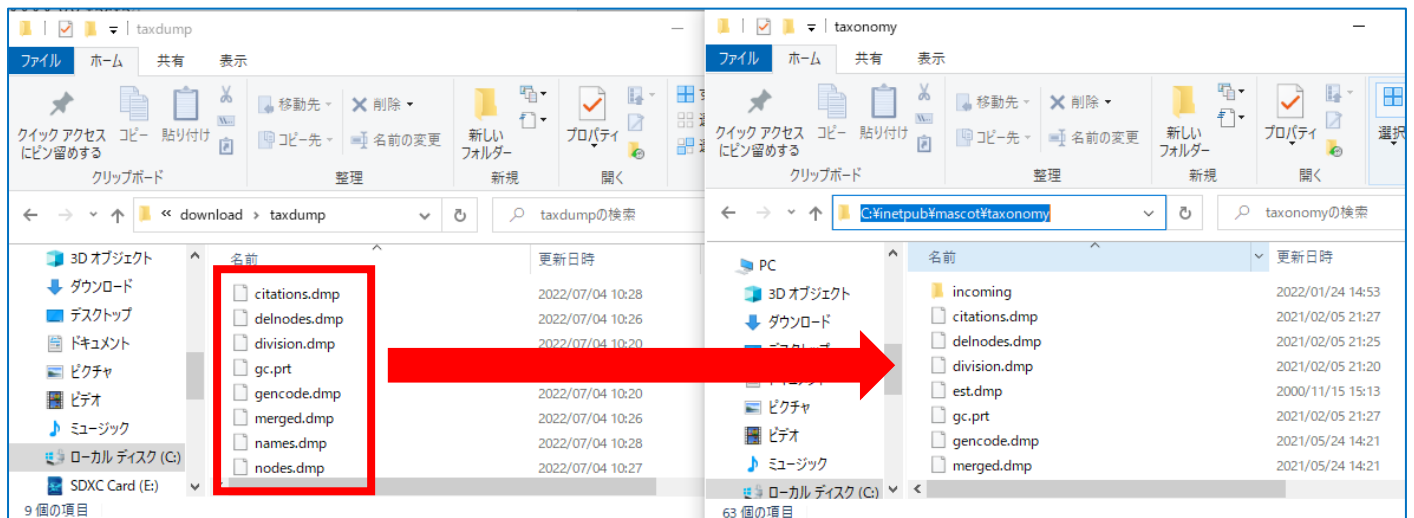 taxdump
ファイル ホーム 共有 表示
クイック アクセス
にピン留めする
コピー 貼り付け
移動先 削除
コピー先 名前の変更
新しい
フォルダー
プロパティ
クリップボード 整理 新規 開く
« download > taxdump
taxdumpの検索
3D オブジェクト
ダウンロード
デスクトップ
ドキュメント
ピクチャ
ビデオ
ミュージック
ローカル ディスク (C:)
SDXC Card (E:)
名前 更新日時
citations.dmp 2022/07/04 10:28
delnodes.dmp 2022/07/04 10:26
division.dmp 2022/07/04 10:20
gc.prt
gencode.dmp 2022/07/04 10:20
merged.dmp 2022/07/04 10:26
names.dmp 2022/07/04 10:28
nodes.dmp 2022/07/04 10:27
9 個の項目
taxonomy
ファイル ホーム 共有 表示
クイック アクセス
にピン留めする
コピー 貼り付け
移動先 削除
コピー先 名前の変更
新しい
フォルダー
プロパティ
選択
クリップボード 整理 新規 開く
C:¥inetpub¥mascot¥taxonomy
taxonomyの検索
PC
3D オブジェクト
ダウンロード
ピクチャ
ビデオ
ミュージック
ローカル ディスク (C:)
名前 更新日時
incoming 2022/01/24 14:53
citations.dmp 2021/02/05 21:27
delnodes.dmp 2021/02/05 21:25
division.dmp 2021/02/05 21:20
est.dmp 2000/11/15 15:13
gc.prt 2021/02/05 21:27
gencode.dmp 2021/05/24 14:21
merged.dmp 2021/05/24 14:21
63 個の項目